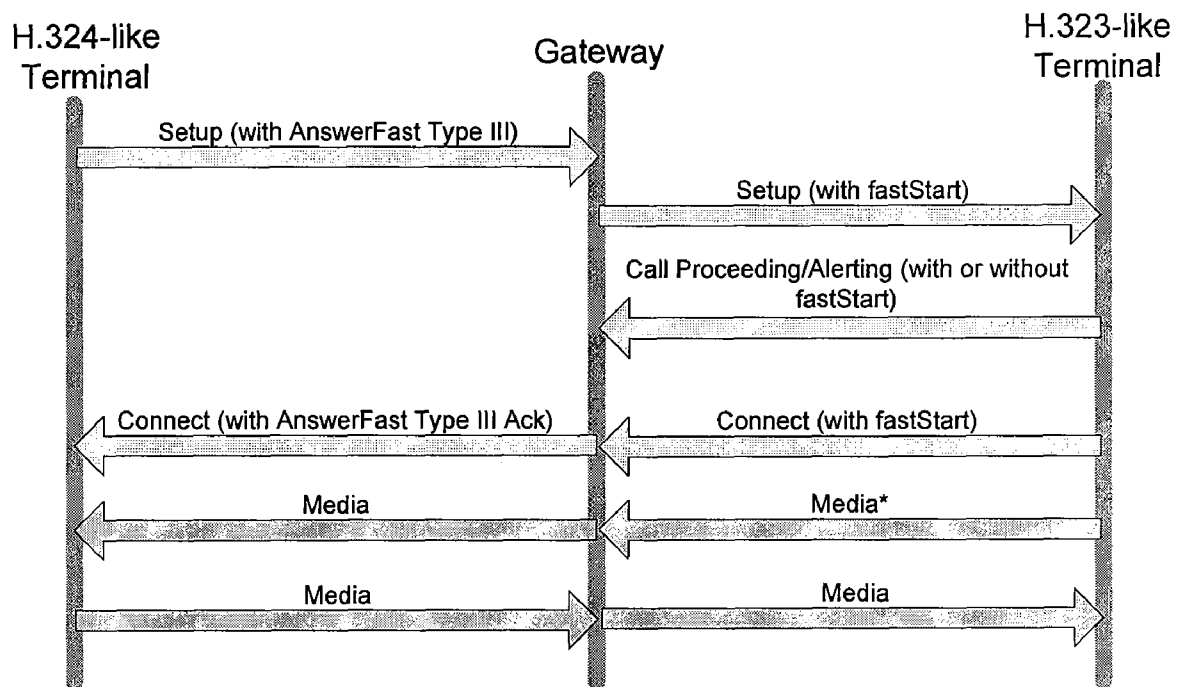 H.324-like
Terminal
Gateway
H.323-like
Terminal
Setup (with AnswerFast Type III)
Setup (with fastStart)
Call Proceeding/Alerting (with or without
fastStart)
Connect (with AnswerFast Type III Ack)
Connect (with fastStart)
Media
Media*
Media
Media